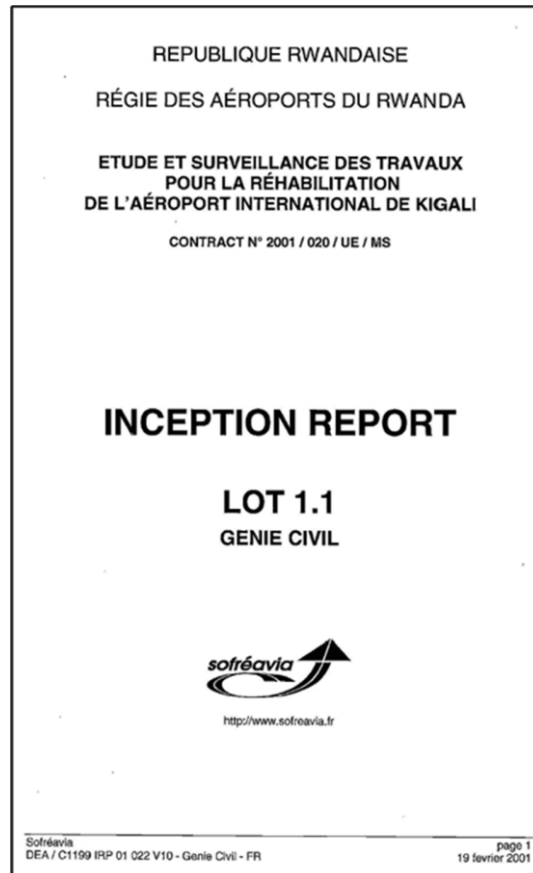 REPUBLIQUE RWANDAISE
RÉGIE DES AÉROPORTS DU RWANDA
ETUDE ET SURVEILLANCE DES TRAVAUX
POUR LA RÉHABILITATION
DE L'AÉROPORT INTERNATIONAL DE KIGALI
CONTRACT N° 2001 / 020 / UE / MS
INCEPTION REPORT
LOT 1.1
GENIE CIVIL
sofréavia
http://www.sofreavia.fr
Sofréavia
page 1
DEA / C1199 IRP 01 022 V10 - Genie Civil - FR
19 fevrier 2001